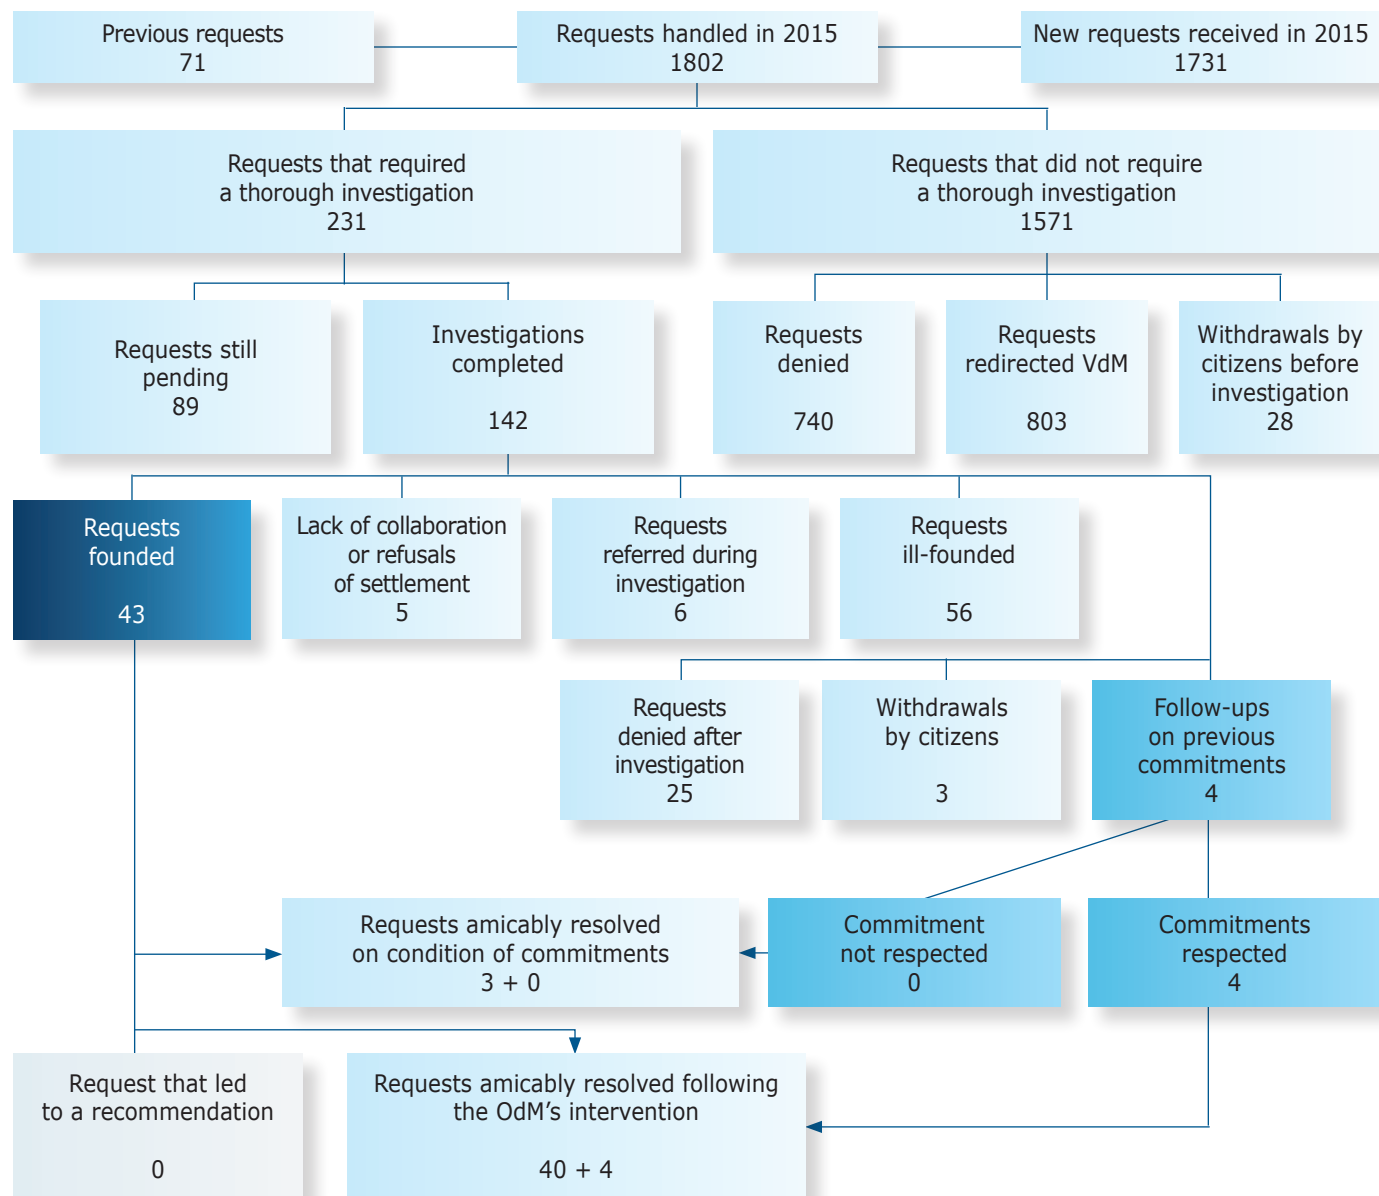 Previous requests
71
Requests handled in 2015
1802
New requests received in 2015
1731
Requests that required
a thorough investigation
231
Requests that did not require
a thorough investigation
1571
Requests still
pending
89
Investigations
completed
142
Requests
denied
740
Requests
redirected VdM
803
Withdrawals by
citizens before
investigation
28
Requests
founded
43
Lack of collaboration
or refusals
of settlement
5
Requests
referred during
investigation
6
Requests
ill-founded
56
Requests
denied after
investigation
25
Withdrawals
by citizens
3
Follow-ups
on previous
commitments
4
Requests amicably resolved
on condition of commitments
3 + 0
Commitment
not respected
0
Commitments
respected
4
Request that led
to a recommendation
0
Requests amicably resolved following
the OdM’s intervention
40 + 4